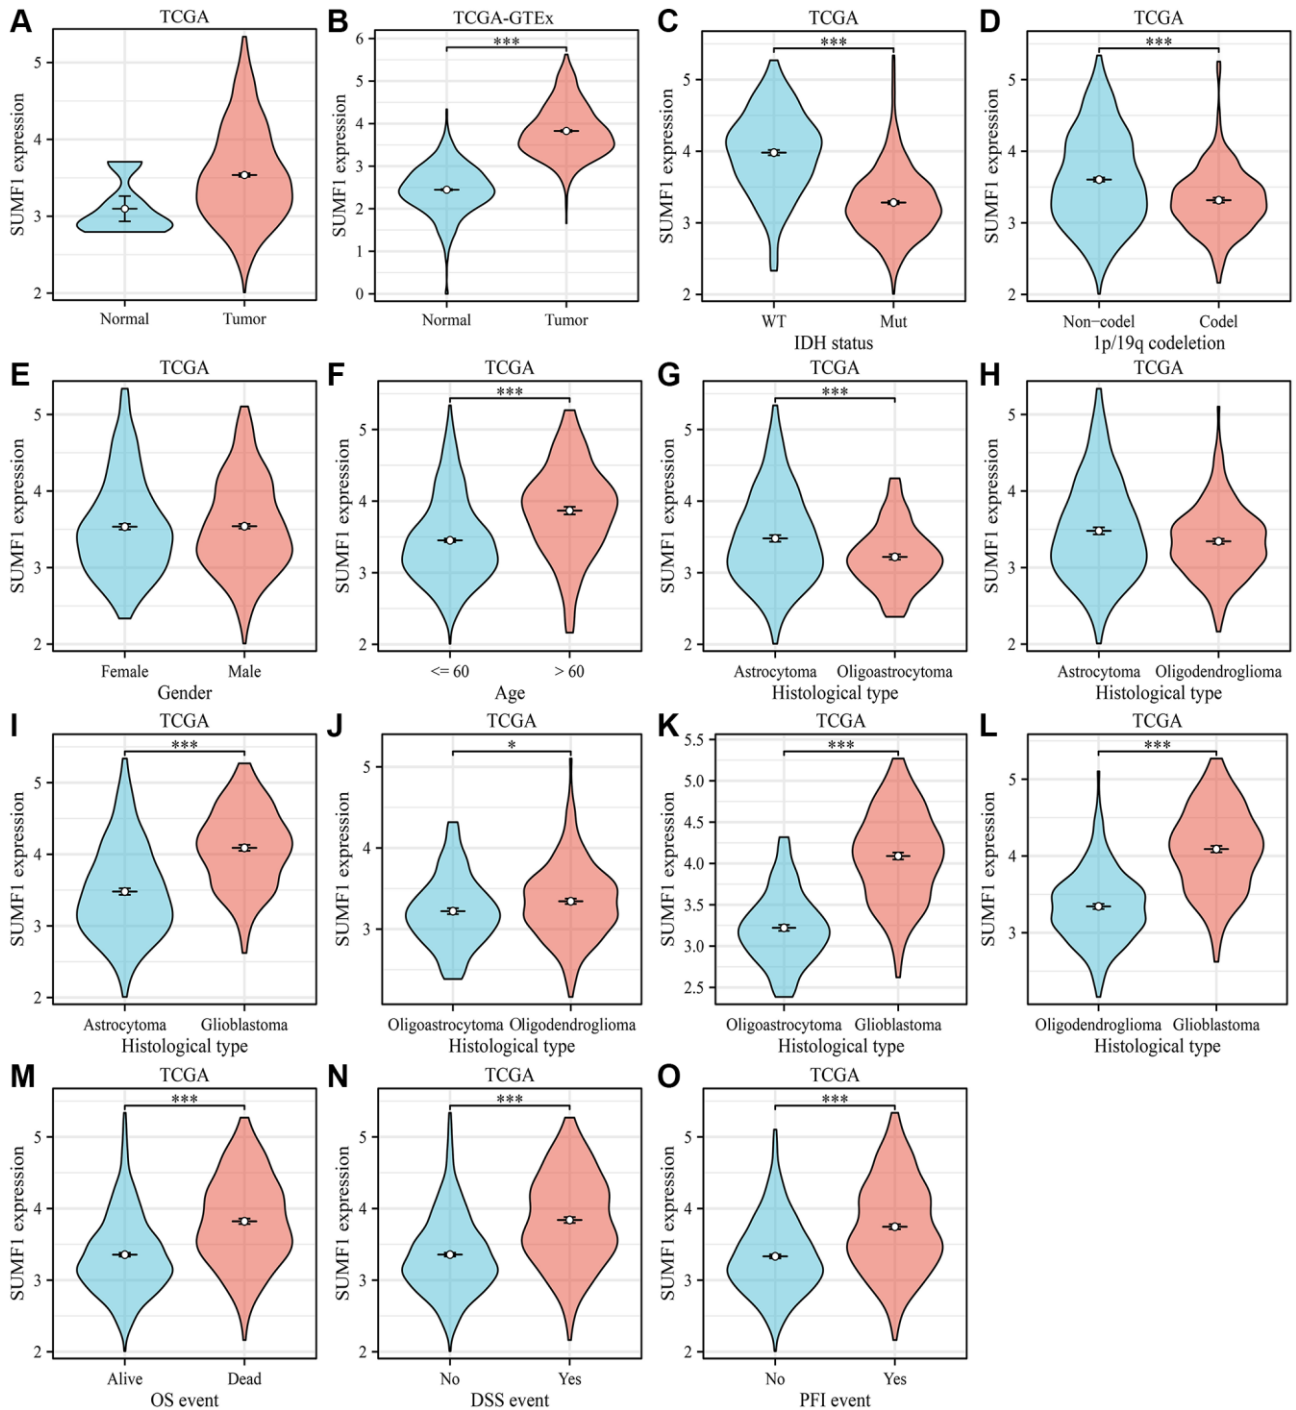 A
TCGA
SUMF1 expression
5
4
3
2
Normal Tumor
B
TCGA-GTEx
***
SUMF1 expression
6
5
4
3
2
1
0
Normal Tumor
C
TCGA
***
SUMF1 expression
5
4
3
2
WT Mut
IDH status
D
TCGA
***
SUMF1 expression
5
4
3
2
Non−codel Codel
1p/19q codeletion
E
TCGA
SUMF1 expression
5
4
3
2
Female Male
Gender
F
TCGA
***
SUMF1 expression
5
4
3
2
<= 60 > 60
Age
G
TCGA
***
SUMF1 expression
5
4
3
2
Astrocytoma Oligoastrocytoma
Histological type
H
TCGA
SUMF1 expression
5
4
3
2
Astrocytoma Oligodendroglioma
Histological type
I
TCGA
***
SUMF1 expression
5
4
3
2
Astrocytoma Glioblastoma
Histological type
J
TCGA
*
SUMF1 expression
5
4
3
Oligoastrocytoma Oligodendroglioma
Histological type
K
TCGA
***
SUMF1 expression
5.5
5.0
4.5
4.0
3.5
3.0
2.5
Oligoastrocytoma Glioblastoma
Histological type
L
TCGA
***
SUMF1 expression
5
4
3
Oligodendroglioma Glioblastoma
Histological type
M
TCGA
***
SUMF1 expression
5
4
3
2
Alive Dead
OS event
N
TCGA
***
SUMF1 expression
5
4
3
2
No Yes
DSS event
O
TCGA
***
SUMF1 expression
5
4
3
2
No Yes
PFI event